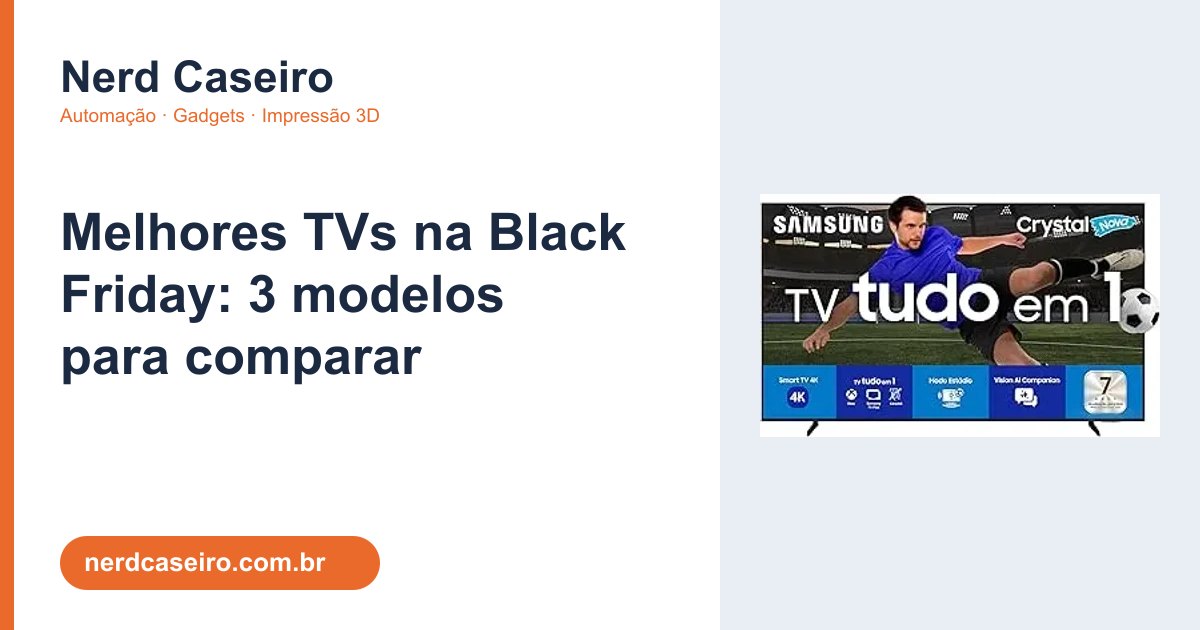 Nerd Caseiro
Automação · Gadgets · Impressão 3D
Melhores TVs na Black
Friday: 3 modelos
para comparar
nerdcaseiro.com.br
SAMSUNG
Crystal Nova
TV tudo em 1
Smart TV 4K
4K
TV tudo em 1
Modo Estádio
Vision AI Companion
7